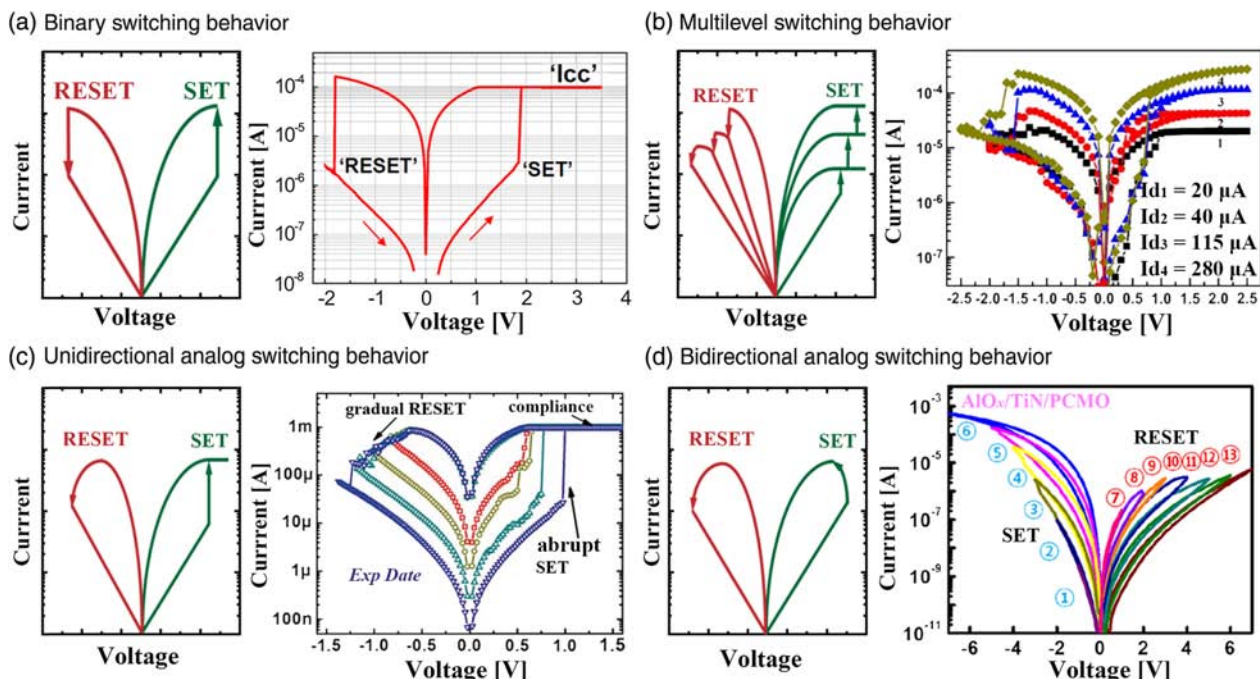 (a) Binary switching behavior
RESET
SET
Current
Voltage
Currrent [A]
10⁻⁴
10⁻⁵
10⁻⁶
10⁻⁷
10⁻⁸
'Icc'
'RESET'
'SET'
-2 -1 0 1 2 3 4
Voltage [V]
(b) Multilevel switching behavior
RESET
SET
Current
Voltage
Currrent [A]
10⁻⁴
10⁻⁵
10⁻⁶
10⁻⁷
4
3
2
1
Id₁ = 20 µA
Id₂ = 40 µA
Id₃ = 115 µA
Id₄ = 280 µA
-2.5 -2.0 -1.5 -1.0 -0.5 0.0 0.5 1.0 1.5 2.0 2.5
Voltage [V]
(c) Unidirectional analog switching behavior
RESET
SET
Current
Voltage
Currrent [A]
1m
100µ
10µ
1µ
100n
gradual RESET
compliance
abrupt
SET
Exp Date
-1.5 -1.0 -0.5 0.0 0.5 1.0 1.5
Voltage [V]
(d) Bidirectional analog switching behavior
RESET
SET
Current
Voltage
Currrent [A]
10⁻³
10⁻⁵
10⁻⁷
10⁻⁹
10⁻¹¹
AlOx/TiN/PCMO
⑥
⑤
④
③
②
①
SET
RESET
⑦ ⑧ ⑨ ⑩ ⑪ ⑫ ⑬
-6 -4 -2 0 2 4 6
Voltage [V]